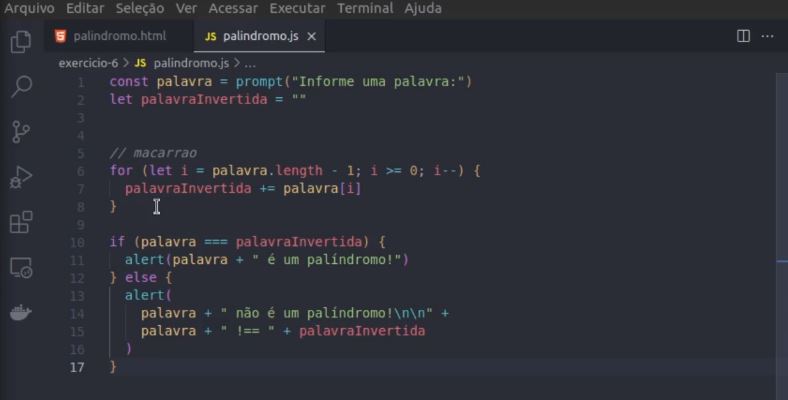 Arquivo Editar Seleção Ver Acessar Executar Terminal Ajuda
palindromo.html JS palindromo.js ×
exercicio-6 > JS palindromo.js > ...
1 const palavra = prompt("Informe uma palavra:")
2 let palavraInvertida = ""
3
4
5 // macarrao
6 for (let i = palavra.length - 1; i >= 0; i--) {
7 palavraInvertida += palavra[i]
8 }
9
10 if (palavra === palavraInvertida) {
11 alert(palavra + " é um palíndromo!")
12 } else {
13 alert(
14 palavra + " não é um palíndromo!\n\n" +
15 palavra + " !== " + palavraInvertida
16 )
17 }